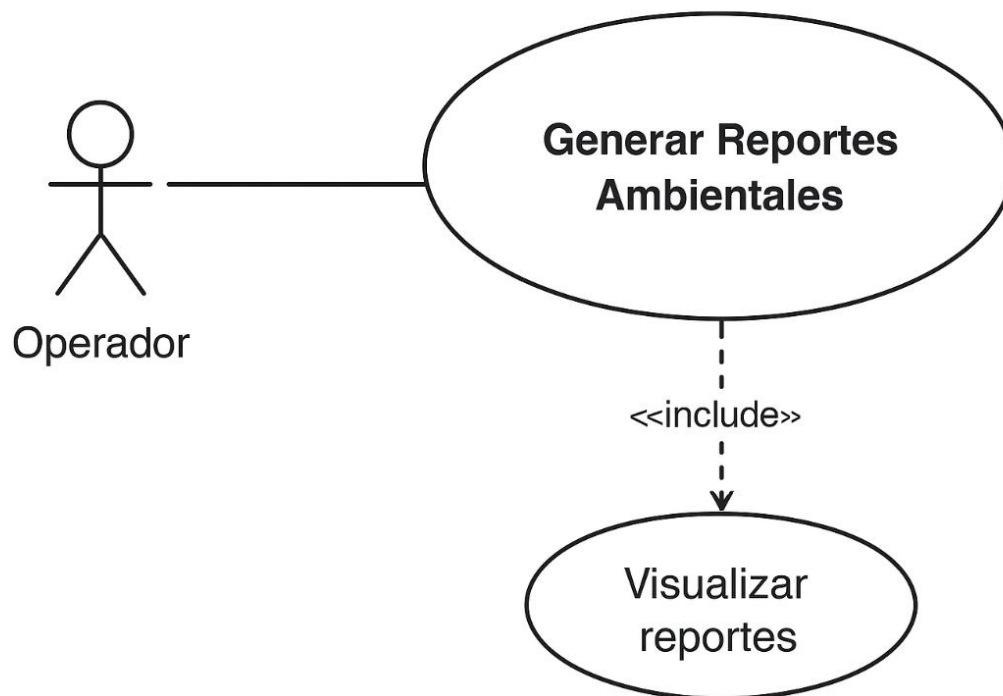 Generar Reportes
Ambientales
Operador
<<include>>
Visualizar
reportes